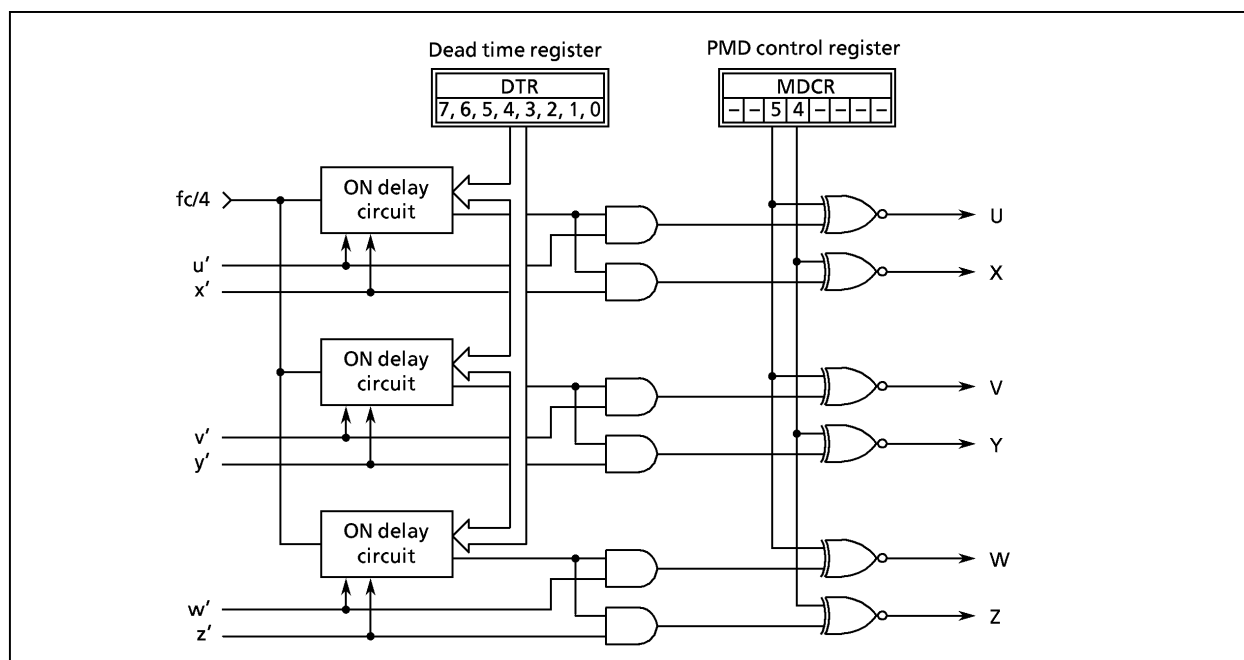 Dead time register
PMD control register
DTR
7, 6, 5, 4, 3, 2, 1, 0
MDCR
– – 5 4 – – – –
fc/4
ON delay
circuit
U
u’
X
x’
ON delay
circuit
V
v’
Y
y’
ON delay
circuit
W
w’
Z
z’